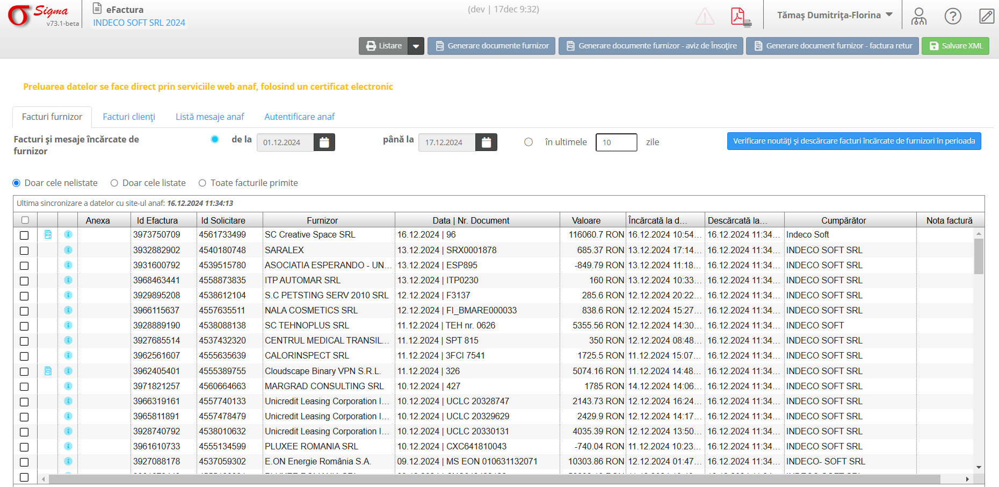 σ Sigma
v73.1-beta
eFactura
INDECO SOFT SRL 2024
(dev | 17dec 9:32)
Tămaș Dumitrița-Florina
Listare
Generare documente furnizor
Generare documente furnizor - aviz de însoțire
Generare document furnizor - factura retur
Salvare XML
Preluarea datelor se face direct prin serviciile web anaf, folosind un certificat electronic
Facturi furnizor Facturi clienți Listă mesaje anaf Autentificare anaf
Facturi și mesaje încărcate de
furnizor
de la 01.12.2024 până la 17.12.2024 în ultimele 10 zile
Verificare noutăți și descărcare facturi încărcate de furnizori în perioada
Doar cele nelistate Doar cele listate Toate facturile primite
Ultima sincronizare a datelor cu site-ul anaf: 16.12.2024 11:34:13
Anexa Id Efactura Id Solicitare Furnizor Data | Nr. Document Valoare Încărcată la d... Descărcată la... Cumpărător Nota factură
3973750709 4561733499 SC Creative Space SRL 16.12.2024 | 96 116060.7 RON 16.12.2024 10:54... 16.12.2024 11:34... Indeco Soft
3932882902 4540180748 SARALEX 13.12.2024 | SRX0001878 685.37 RON 13.12.2024 17:14... 16.12.2024 11:34... INDECO SOFT SRL
3931600792 4539515780 ASOCIATIA ESPERANDO - UN... 13.12.2024 | ESP895 -849.79 RON 13.12.2024 11:18... 16.12.2024 11:34... INDECO SOFT SRL
3968463441 4558873835 ITP AUTOMAR SRL 13.12.2024 | ITP0230 160 RON 13.12.2024 10:33... 16.12.2024 11:34... INDECO SOFT SRL
3929895208 4538612104 S.C PETSTING SERV 2010 SRL 12.12.2024 | F3137 285.6 RON 12.12.2024 20:22... 16.12.2024 11:34... INDECO SOFT SRL
3966115637 4557635511 NALA COSMETICS SRL 12.12.2024 | FI_BMARE000033 838.6 RON 12.12.2024 15:27... 16.12.2024 11:34... INDECO SOFT SRL
3928889190 4538088138 SC TEHNOPLUS SRL 11.12.2024 | TEH nr. 0626 5355.56 RON 12.12.2024 14:30... 16.12.2024 11:34... INDECO SOFT
3927685514 4537432320 CENTRUL MEDICAL TRANSIL... 11.12.2024 | SPT 815 350 RON 12.12.2024 08:48... 16.12.2024 11:34... INDECO SOFT SRL
3962561607 4555635639 CALORINSPECT SRL 11.12.2024 | 3FCI 7541 1725.5 RON 11.12.2024 15:07... 16.12.2024 11:34... INDECO SOFT SRL
3962405401 4555389755 Cloudscape Binary VPN S.R.L. 11.12.2024 | 326 5074.16 RON 11.12.2024 14:48... 16.12.2024 11:34... INDECO SOFT SRL
3971821257 4560664663 MARGRAD CONSULTING SRL 10.12.2024 | 427 1785 RON 14.12.2024 14:06... 16.12.2024 11:34... INDECO SOFT SRL
3966319161 4557740133 Unicredit Leasing Corporation I... 10.12.2024 | UCLC 20328747 2143.73 RON 12.12.2024 16:24... 16.12.2024 11:34... INDECO SOFT SRL
3965811891 4557478479 Unicredit Leasing Corporation I... 10.12.2024 | UCLC 20329629 2429.9 RON 12.12.2024 14:17... 16.12.2024 11:34... INDECO SOFT SRL
3928740792 4538010632 Unicredit Leasing Corporation I... 10.12.2024 | UCLC 20330131 4035.39 RON 12.12.2024 13:50... 16.12.2024 11:34... INDECO SOFT SRL
3961610733 4555134599 PLUXEE ROMANIA SRL 10.12.2024 | CXC641810043 -740.04 RON 11.12.2024 10:23... 16.12.2024 11:34... INDECO SOFT SRL
3927088178 4537059302 E.ON Energie România S.A. 09.12.2024 | MS EON 010631132071 10303.86 RON 12.12.2024 01:47... 16.12.2024 11:34... INDECO- SOFT SRL